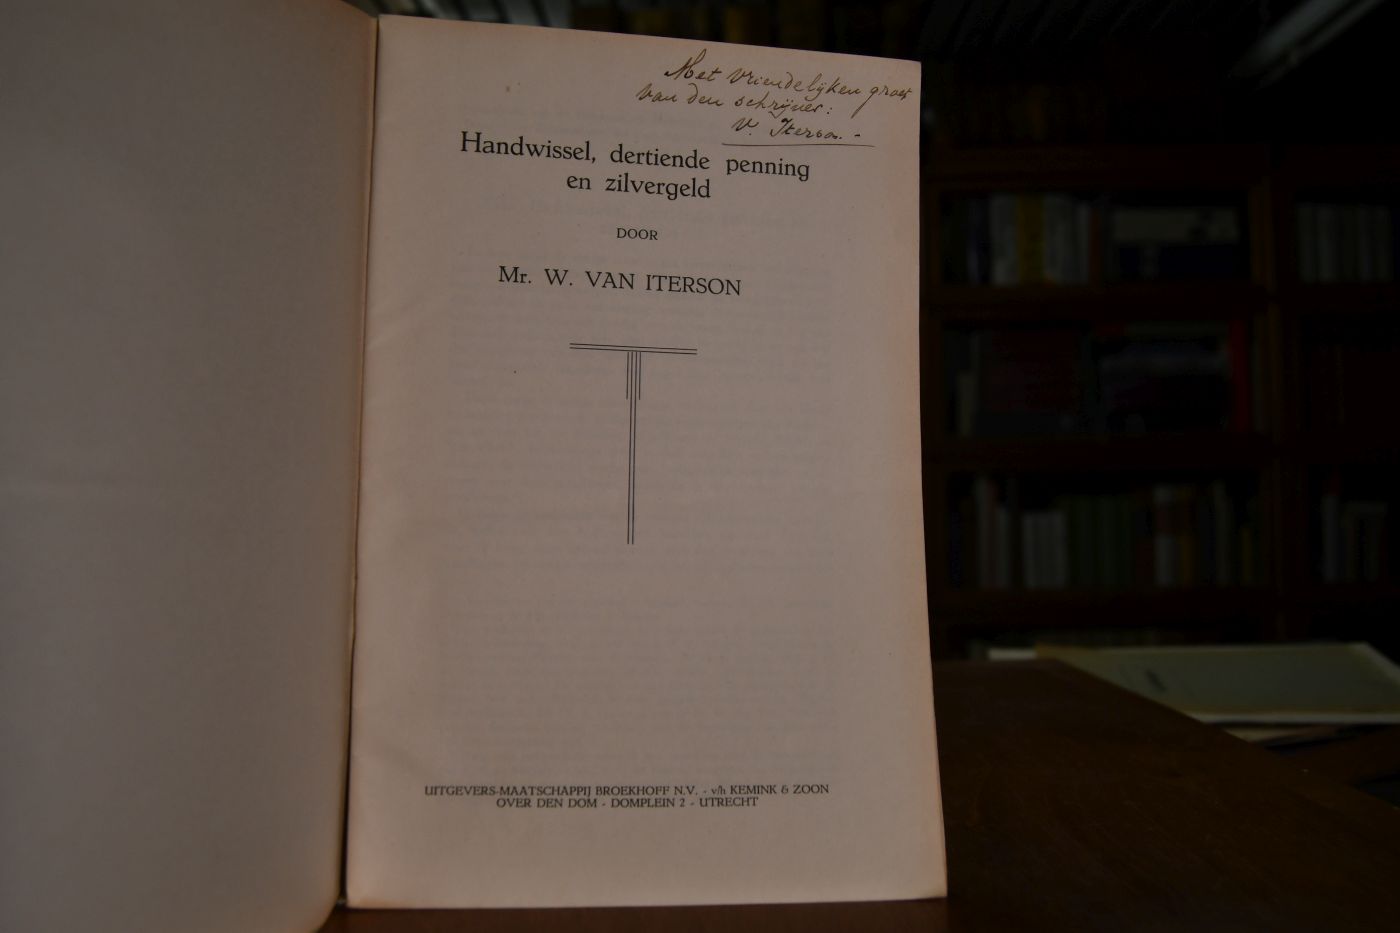 Met vriendelijken groet
van den schrijver:
v. Iterson. -
Handwissel, dertiende penning
en zilvergeld
DOOR
Mr. W. VAN ITERSON
UITGEVERS-MAATSCHAPPIJ BROEKHOFF N.V. - v/h KEMINK & ZOON
OVER DEN DOM - DOMPLEIN 2 - UTRECHT